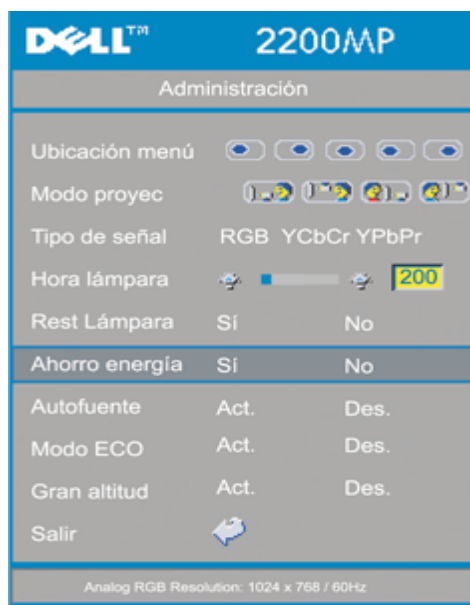 DELL™ 2200MP
Administración
Ubicación menú
Modo proyec
Tipo de señal RGB YCbCr YPbPr
Hora lámpara 200
Rest Lámpara Sí No
Ahorro energía Sí No
Autofuente Act. Des.
Modo ECO Act. Des.
Gran altitud Act. Des.
Salir
Analog RGB Resolution: 1024 x 768 / 60Hz